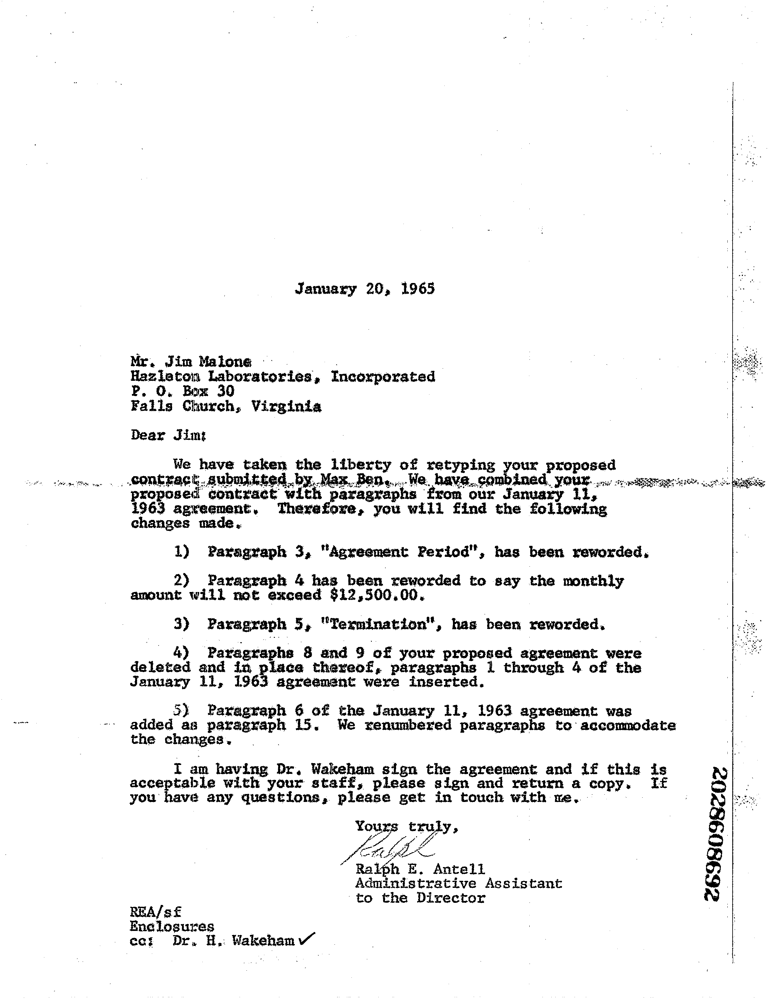 January 20, 1965
Mr. Jim Malone
Hazleton Laboratories, Incorporated
P. O. Box 30
Falls Church, Virginia
Dear Jim:
We have taken the liberty of retyping your proposed
contract submitted by Max Ben. We have combined your
proposed contract with paragraphs from our January 11,
1963 agreement. Therefore, you will find the following
changes made.
1) Paragraph 3, "Agreement Period", has been reworded.
2) Paragraph 4 has been reworded to say the monthly
amount will not exceed $12,500.00.
3) Paragraph 5, "Termination", has been reworded.
4) Paragraphs 8 and 9 of your proposed agreement were
deleted and in place thereof, paragraphs 1 through 4 of the
January 11, 1963 agreement were inserted.
5) Paragraph 6 of the January 11, 1963 agreement was
added as paragraph 15. We renumbered paragraphs to accommodate
the changes.
I am having Dr. Wakeham sign the agreement and if this is
acceptable with your staff, please sign and return a copy. If
you have any questions, please get in touch with me.
Yours truly,
Ralph
Ralph E. Antell
Administrative Assistant
to the Director
REA/sf
Enclosures
cc: Dr. H. Wakeham ✓
2028608692